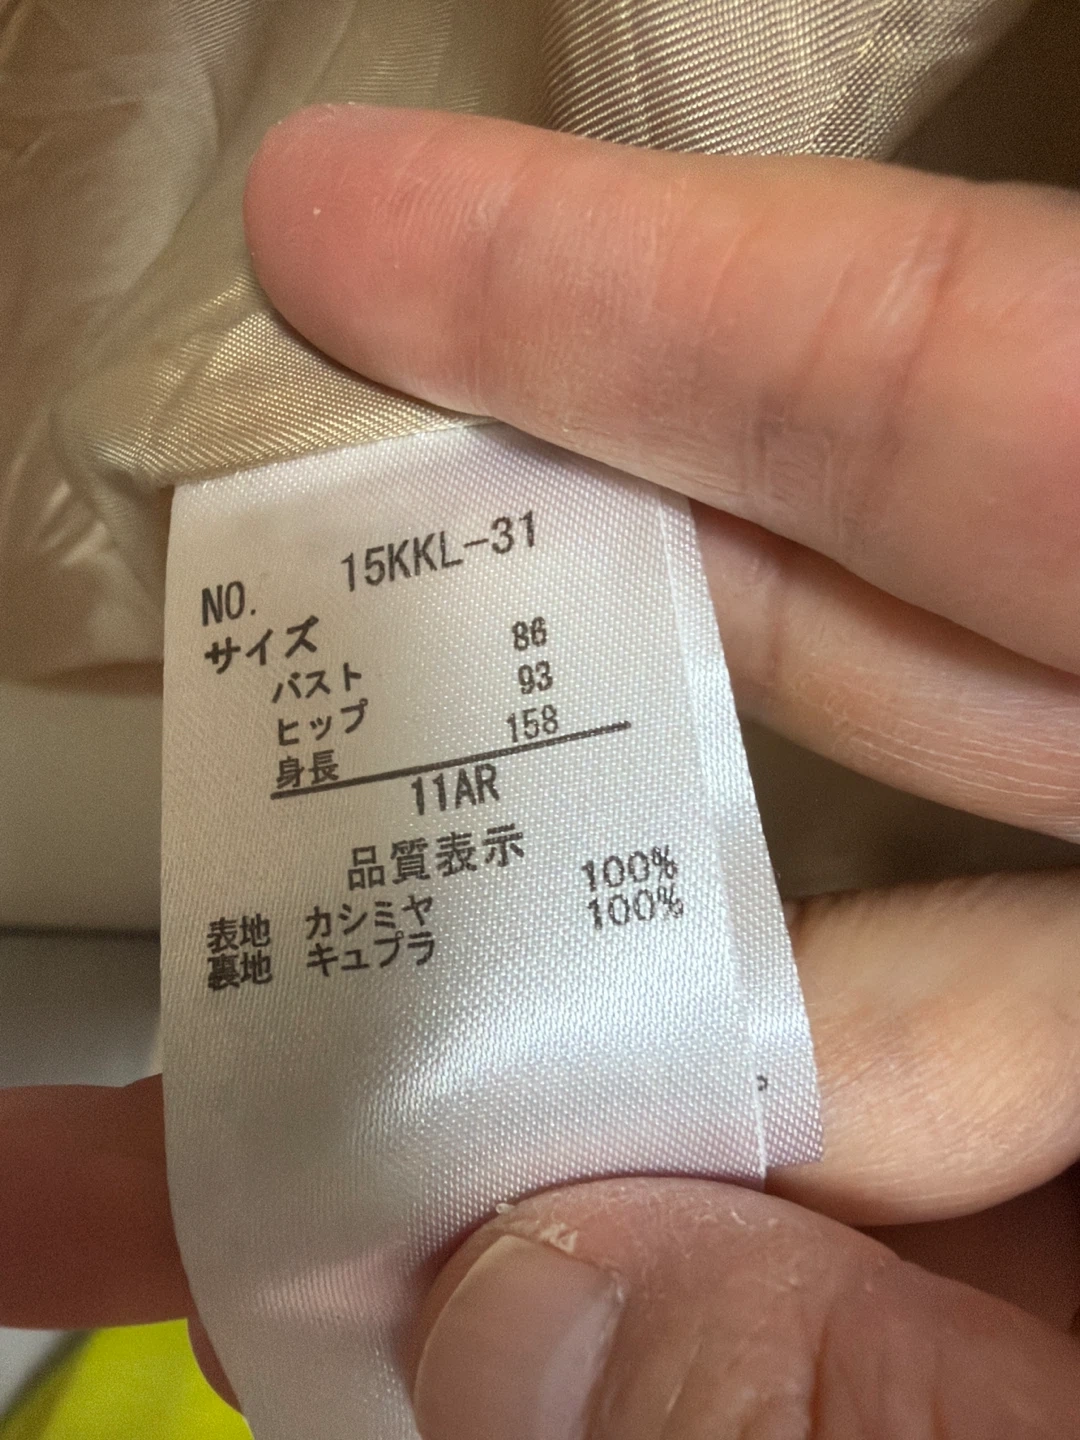 NO. 15KKL-31
サイズ
バスト 86
ヒップ 93
身長 158
11AR
品質表示
表地 カシミヤ 100%
裏地 キュプラ 100%